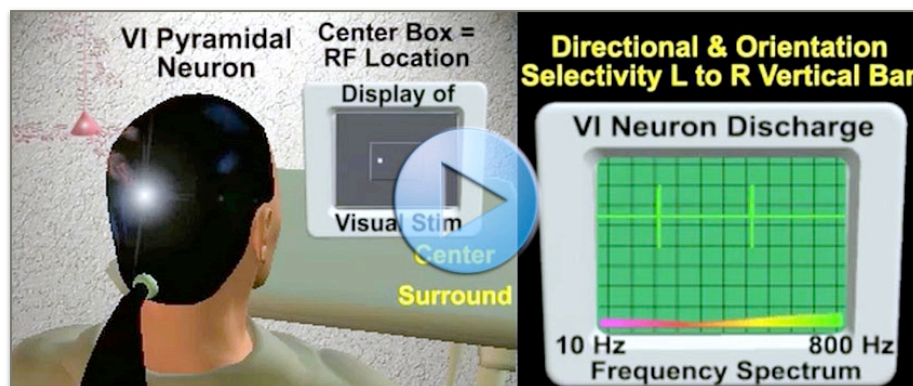 VI Pyramidal
Neuron
Center Box =
RF Location
Display of
Visual Stim
Center
Surround
Directional & Orientation
Selectivity L to R Vertical Bar
VI Neuron Discharge
10 Hz
800 Hz
Frequency Spectrum